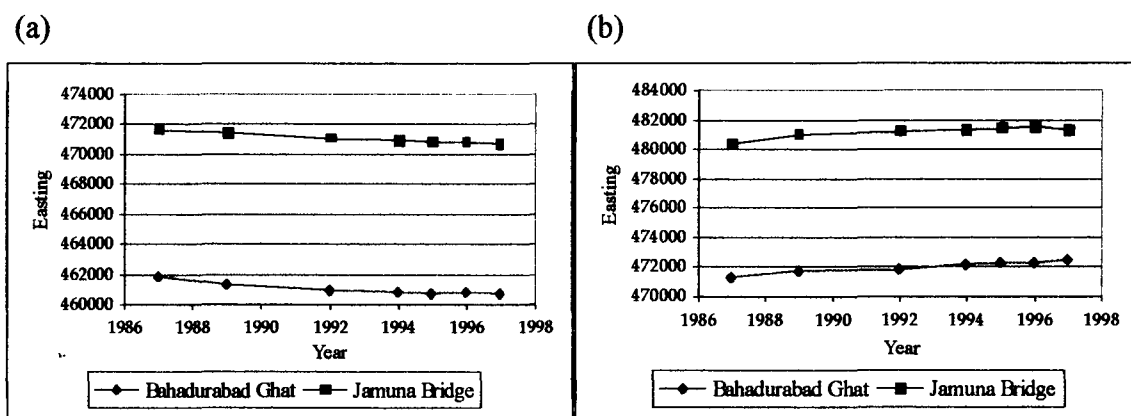 (a)
(b)
474000
472000
470000
468000
466000
464000
462000
460000
Easting
1986 1988 1990 1992 1994 1996 1998
Year
Bahadurabad Ghat Jamuna Bridge
484000
482000
480000
478000
476000
474000
472000
470000
Easting
1986 1988 1990 1992 1994 1996 1998
Year
Bahadurabad Ghat Jamuna Bridge